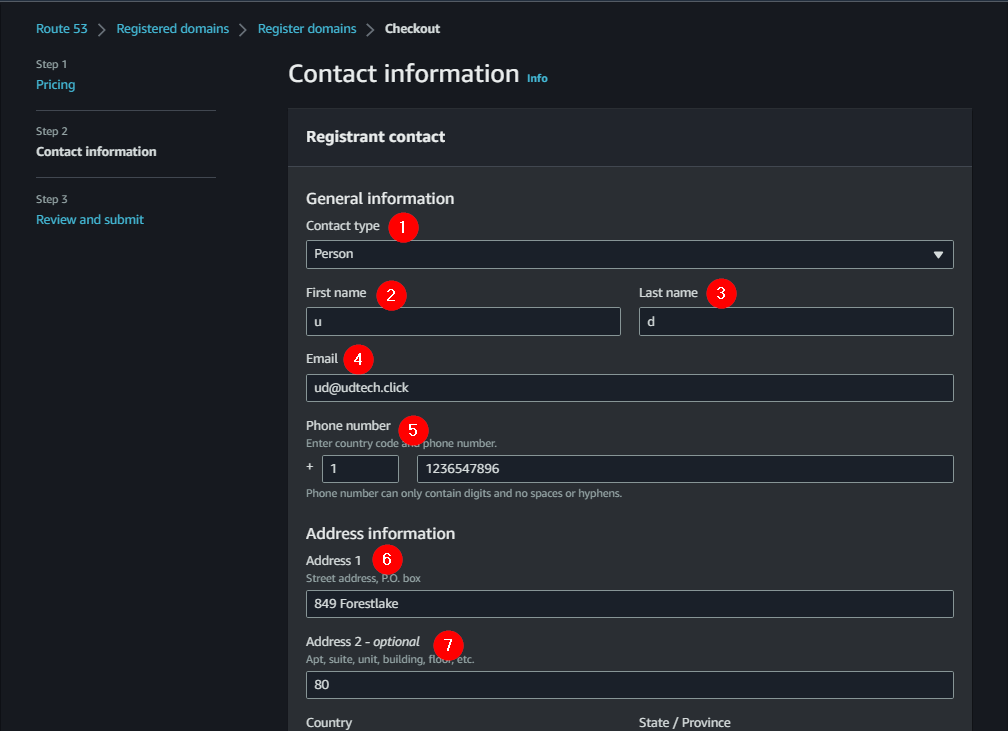 Route 53 > Registered domains > Register domains > Checkout
Step 1
Pricing
Step 2
Contact information
Step 3
Review and submit
Contact information Info
Registrant contact
General information
Contact type 1
Person
First name 2
u
Last name 3
d
Email 4
ud@udtech.click
Phone number 5
Enter country code and phone number.
+ 1 1236547896
Phone number can only contain digits and no spaces or hyphens.
Address information
Address 1 6
Street address, P.O. box
849 Forestlake
Address 2 - optional 7
Apt, suite, unit, building, floor, etc.
80
Country
State / Province